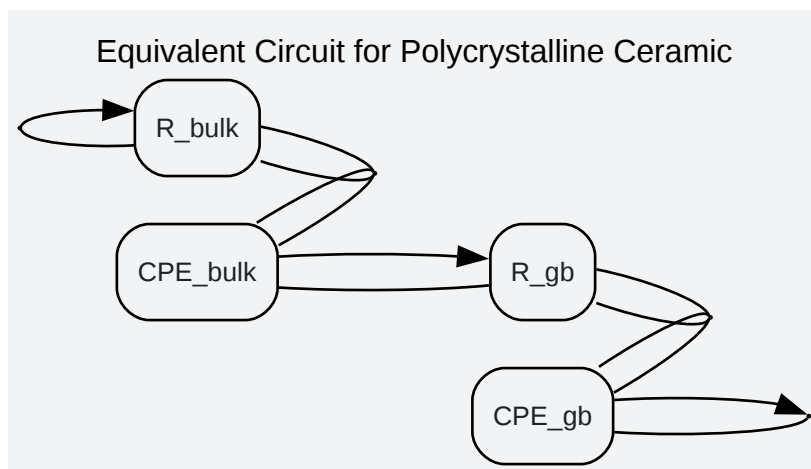 Equivalent Circuit for Polycrystalline Ceramic
R_bulk
CPE_bulk
R_gb
CPE_gb